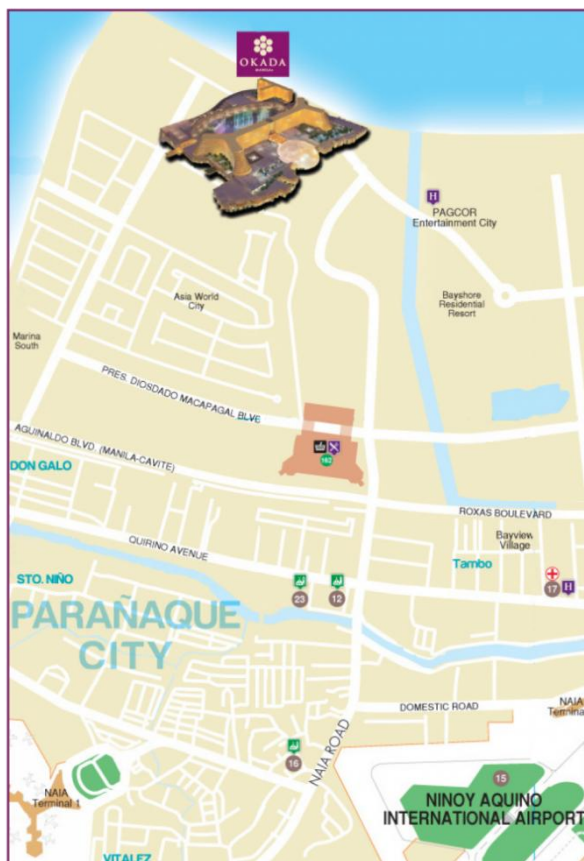 OKADA
MANILA
H
PAGCOR
Entertainment City
Asia World
City
Bayshore
Residential
Resort
Marina
South
PRES. DIOSDADO MACAPAGAL BLVE
AGUINALDO BLVD. (MANILA-CAVITE)
DON GALO
ROXAS BOULEVARD
Bayview
Village
QUIRINO AVENUE
Tambo
STO. NIÑO
23
12
17
H
PARAÑAQUE
CITY
DOMESTIC ROAD
NAIA
Termina
NAIA ROAD
16
15
NAIA
Terminal 1
NINOY AQUINO
INTERNATIONAL AIRPORT
VITALEZ